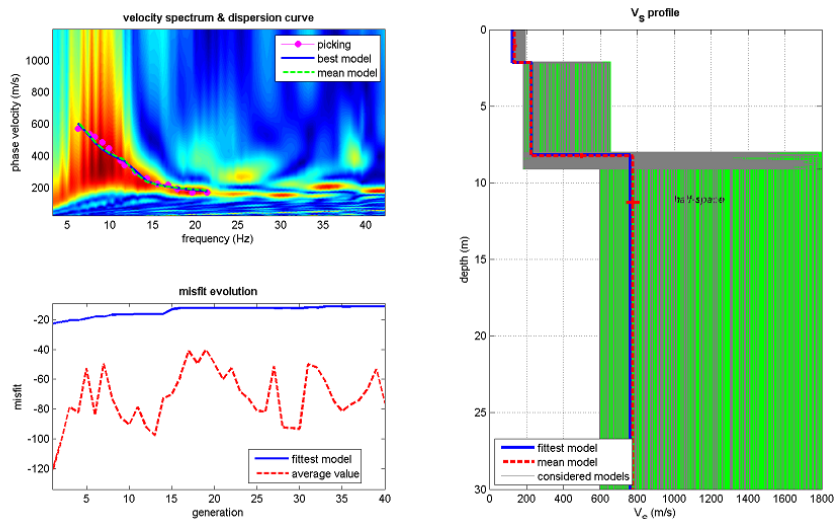 velocity spectrum & dispersion curve
phase velocity (m/s)
1000
800
600
400
200
picking
best model
mean model
5 10 15 20 25 30 35 40
frequency (Hz)
misfit evolution
misfit
-20
-40
-60
-80
-100
-120
fittest model
average value
5 10 15 20 25 30 35 40
generation
VS profile
depth (m)
0
5
10
15
20
25
30
half-space
fittest model
mean model
considered models
0 200 400 600 800 1000 1200 1400 1600 1800
VS (m/s)